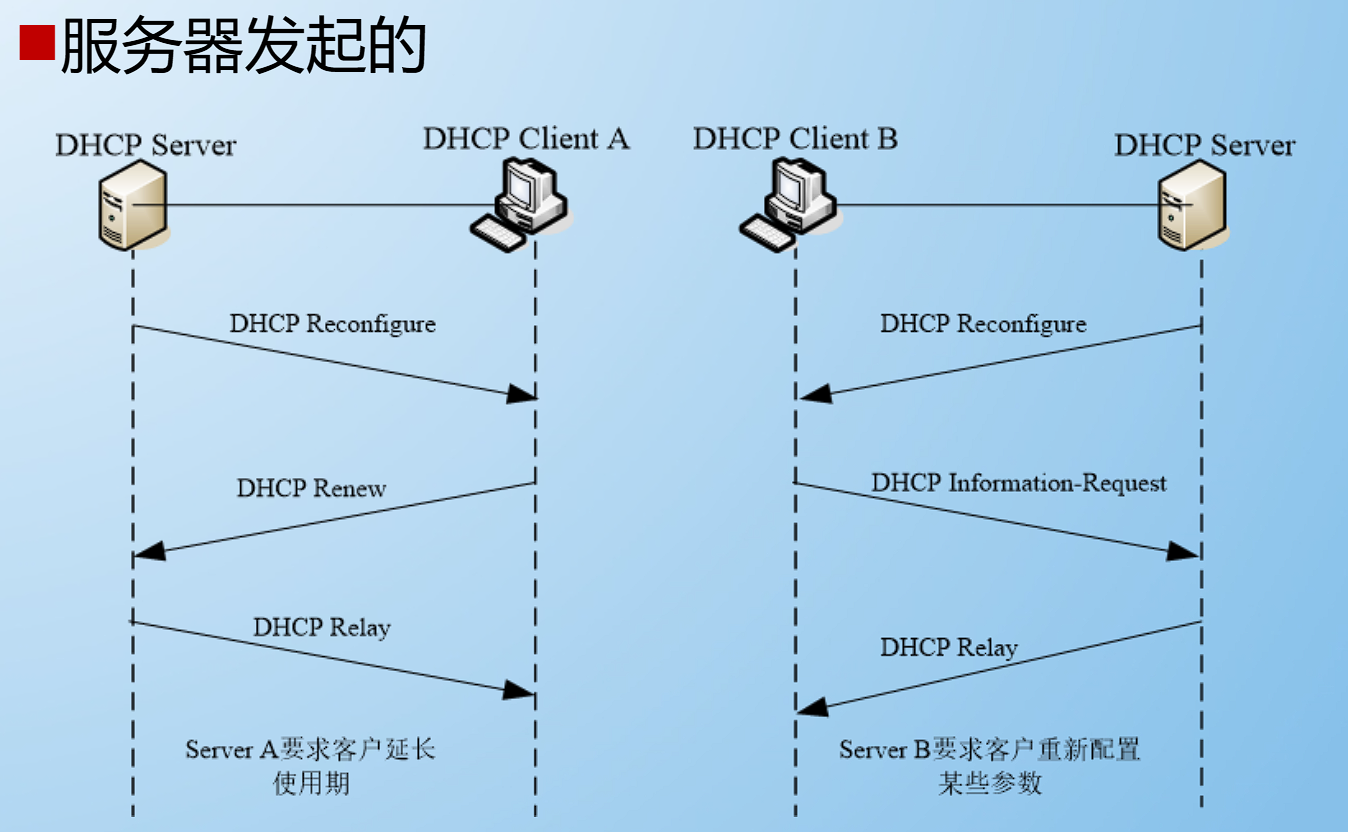 服务器发起的
DHCP Server
DHCP Client A
DHCP Client B
DHCP Server
DHCP Reconfigure
DHCP Reconfigure
DHCP Renew
DHCP Information-Request
DHCP Relay
DHCP Relay
Server A要求客户延长
使用期
Server B要求客户重新配置
某些参数